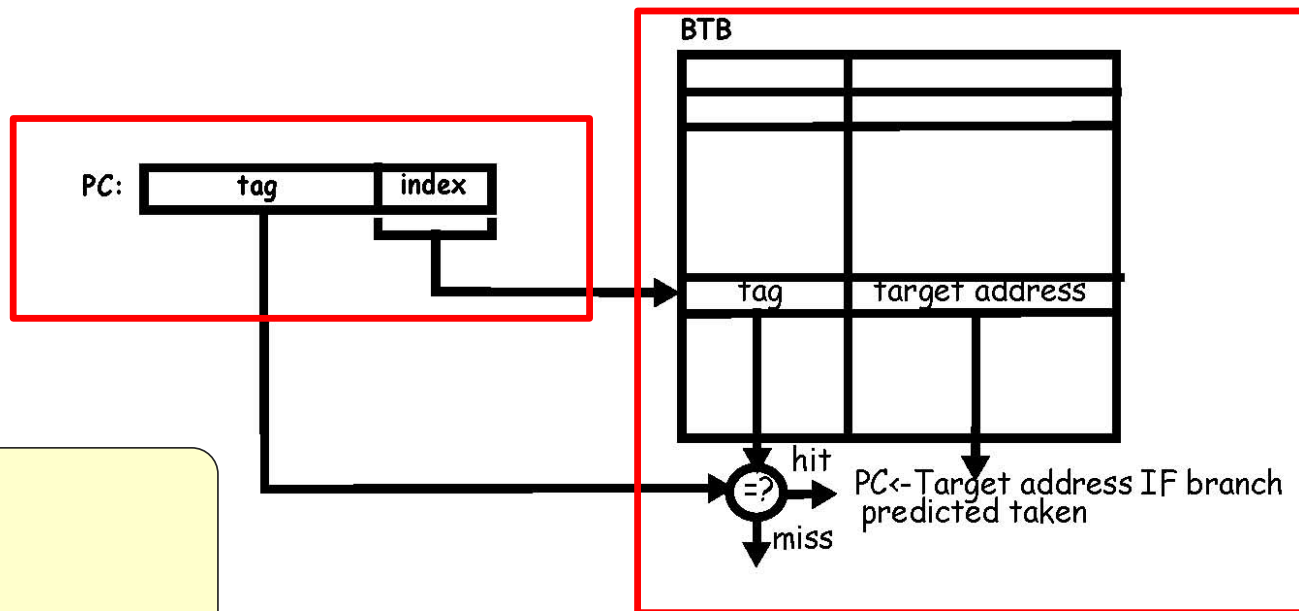 BTB
PC: tag index
tag target address
hit
=? PC<-Target address IF branch
predicted taken
miss